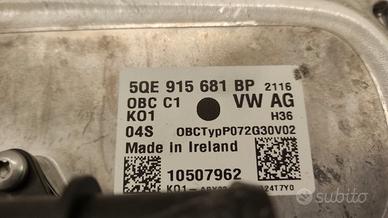 5QE 915 681 BP 2116
OBC C1 VW AG
K01 H36
04S OBCTypP072G30V02
Made in Ireland
10507962
subito